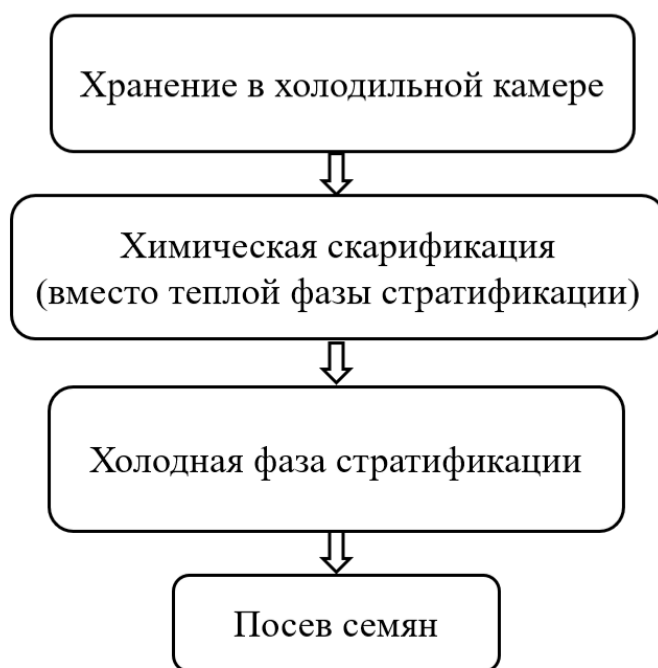 Хранение в холодильной камере
Химическая скарификация
(вместо теплой фазы стратификации)
Холодная фаза стратификации
Посев семян